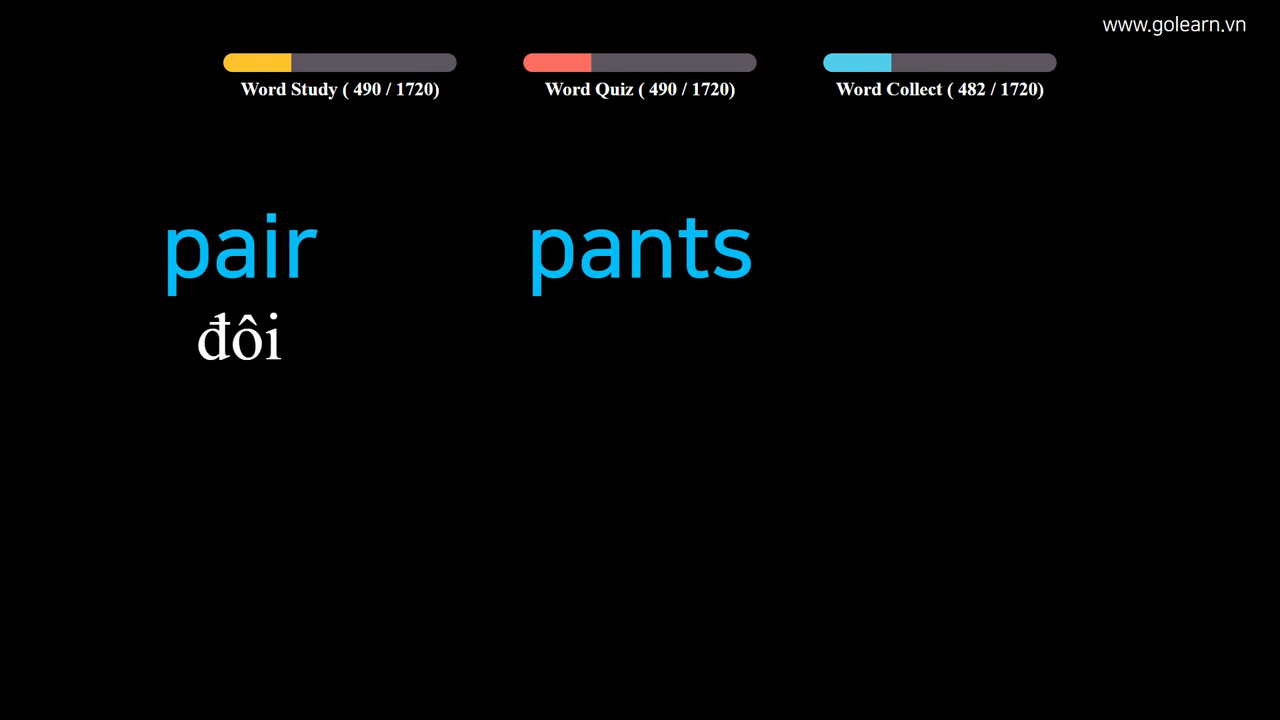 www.golearn.vn
Word Study ( 490 / 1720)
Word Quiz ( 490 / 1720)
Word Collect ( 482 / 1720)
pair pants
đôi